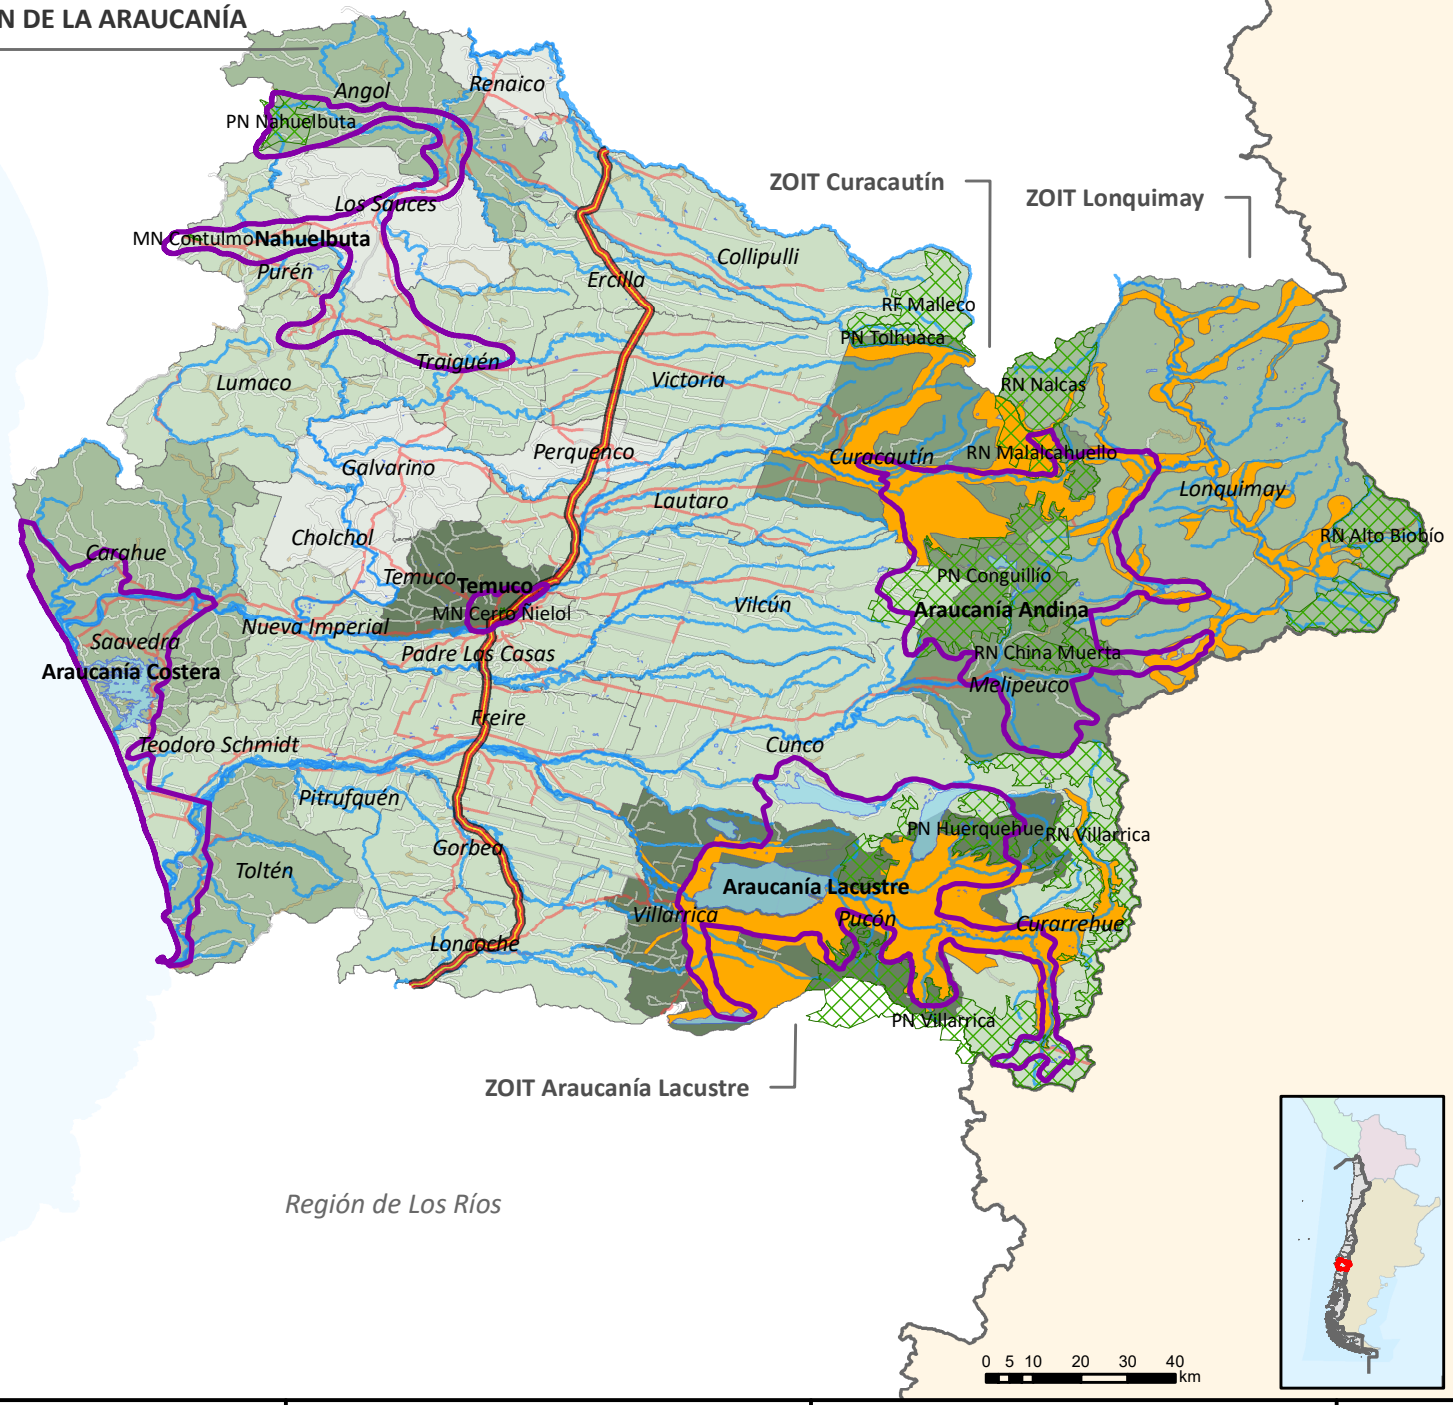 N DE LA ARAUCANÍA
Renaico
Angol
PN Nahuelbuta
ZOIT Curacautín
ZOIT Lonquimay
Los Sauces
MN Contulmo
Nahuelbuta
Purén
Collipulli
Ercilla
RF Malleco
PN Tolhuaca
Traiguén
Lumaco
Victoria
RN Nalcas
Perquenco
Curacautín
RN Malalcahuello
Galvarino
Lonquimay
Lautaro
RN Alto Biobío
Cholchol
Carahue
Temuco
Temuco
PN Conguillío
MN Cerro Ñielol
Vilcún
Araucanía Andina
Nueva Imperial
Saavedra
Padre Las Casas
RN China Muerta
Araucanía Costera
Melipeuco
Freire
Teodoro Schmidt
Cunco
Pitrufquén
PN Huerquehue
RN Villarrica
Gorbea
Toltén
Araucanía Lacustre
Villarrica
Pucón
Curarrehue
Loncoche
PN Villarrica
ZOIT Araucanía Lacustre
Región de Los Ríos
0 5 10 20 30 40
km